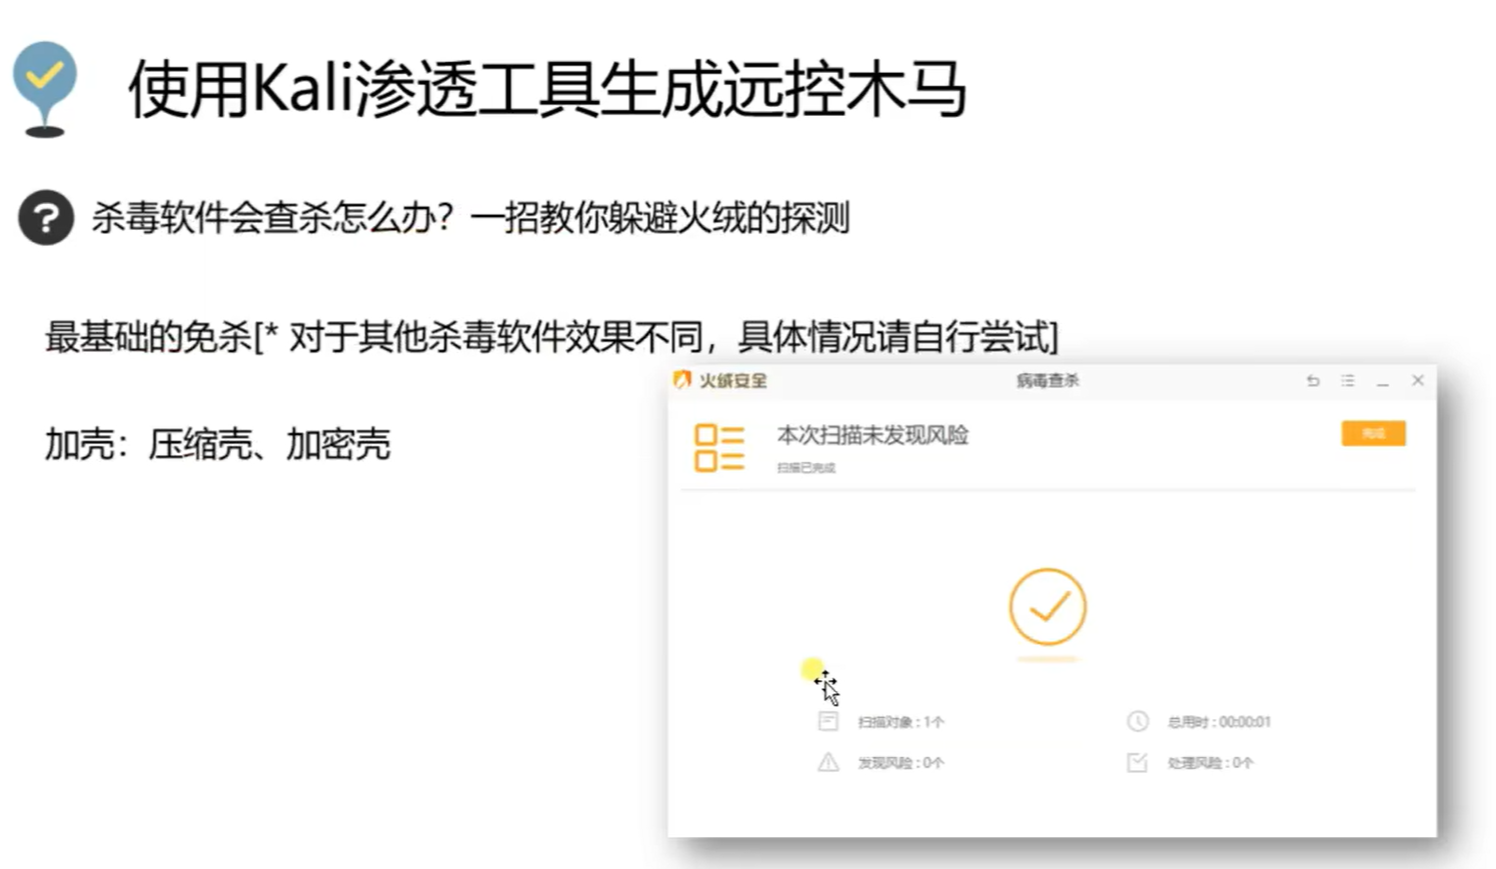 使用Kali渗透工具生成远控木马
杀毒软件会查杀怎么办？一招教你躲避火绒的探测
最基础的免杀[* 对于其他杀毒软件效果不同，具体情况请自行尝试]
加壳：压缩壳、加密壳
火绒安全
病毒查杀
本次扫描未发现风险
完成
扫描已完成
扫描对象：1个
总用时：00:00:01
发现风险：0个
处理风险：0个